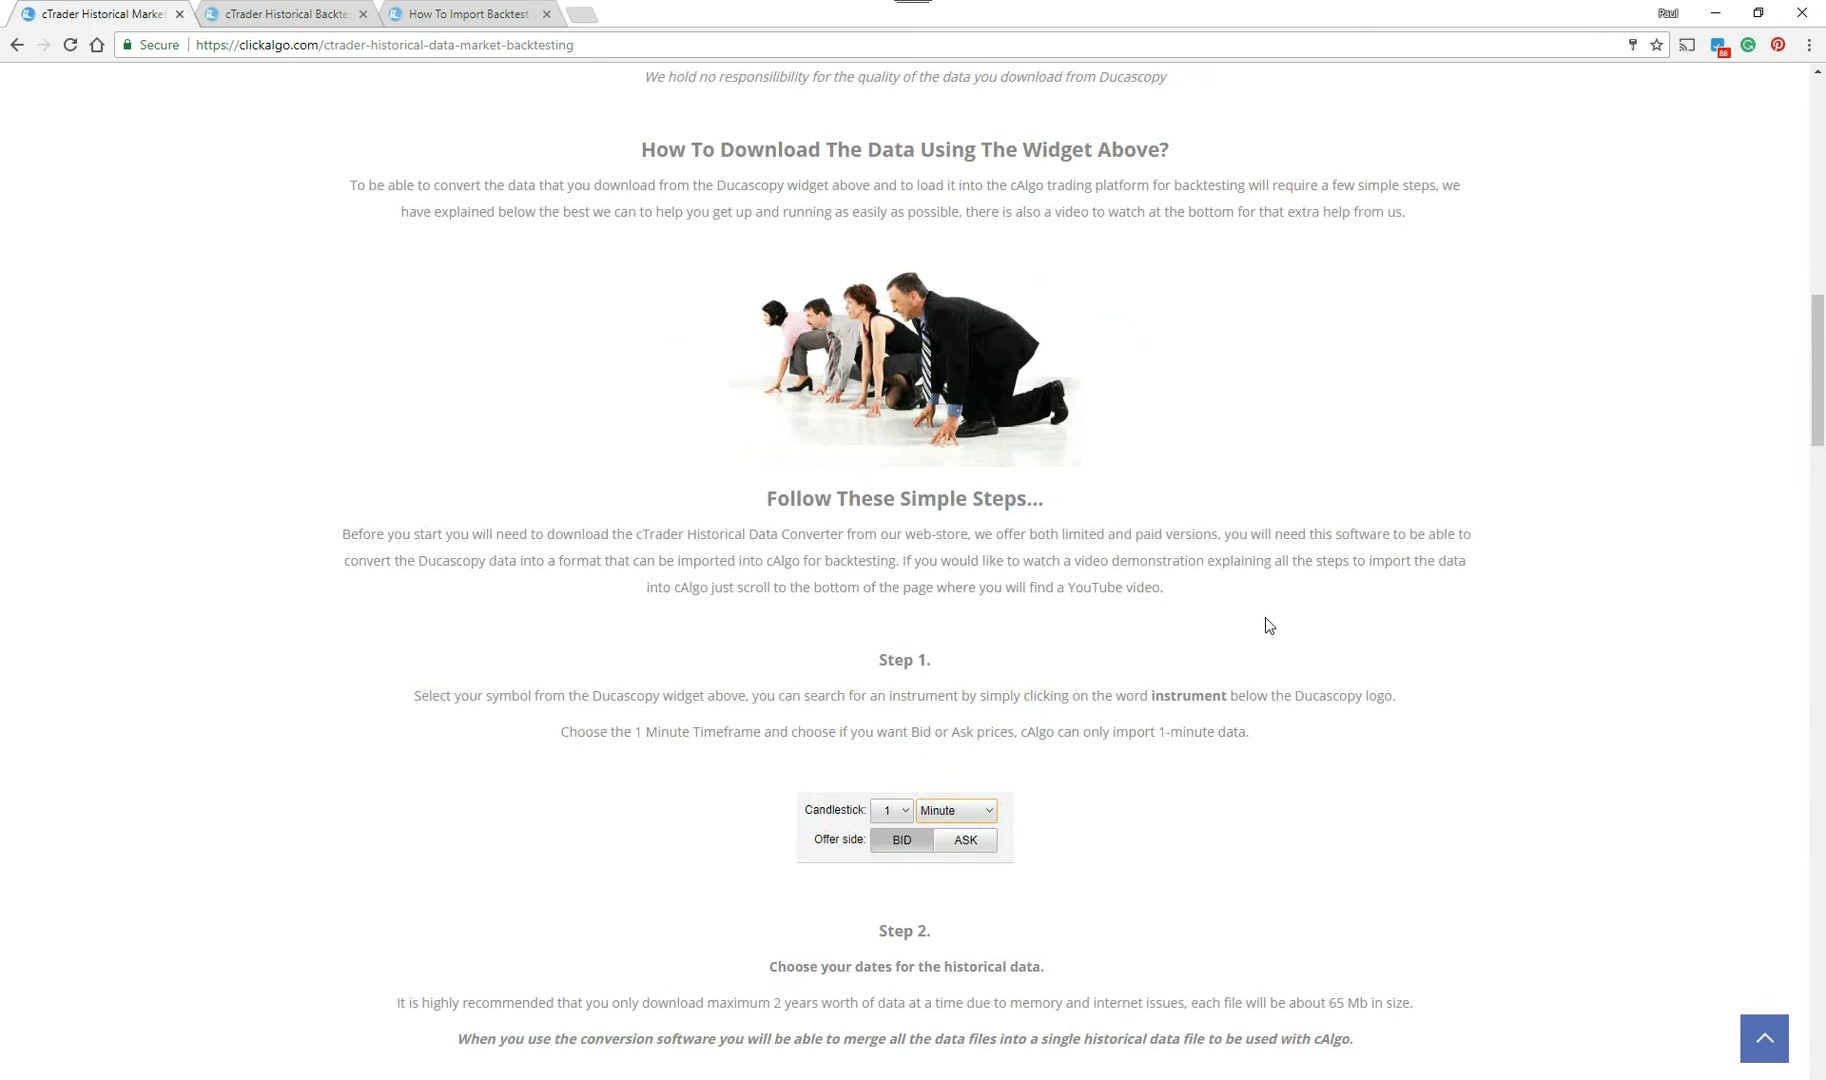 cTrader Historical Market
cTrader Historical Backte
How To Import Backtest
Paul
Secure
https://clickalgo.com/ctrader-historical-data-market-backtesting
88
We hold no responsilibility for the quality of the data you download from Ducascopy
How To Download The Data Using The Widget Above?
To be able to convert the data that you download from the Ducascopy widget above and to load it into the cAlgo trading platform for backtesting will require a few simple steps, we
have explained below the best we can to help you get up and running as easily as possible, there is also a video to watch at the bottom for that extra help from us.
Follow These Simple Steps...
Before you start you will need to download the cTrader Historical Data Converter from our web-store, we offer both limited and paid versions, you will need this software to be able to
convert the Ducascopy data into a format that can be imported into cAlgo for backtesting. If you would like to watch a video demonstration explaining all the steps to import the data
into cAlgo just scroll to the bottom of the page where you will find a YouTube video.
Step 1.
Select your symbol from the Ducascopy widget above, you can search for an instrument by simply clicking on the word instrument below the Ducascopy logo.
Choose the 1 Minute Timeframe and choose if you want Bid or Ask prices, cAlgo can only import 1-minute data.
Candlestick: 1 Minute
Offer side: BID ASK
Step 2.
Choose your dates for the historical data.
It is highly recommended that you only download maximum 2 years worth of data at a time due to memory and internet issues, each file will be about 65 Mb in size.
When you use the conversion software you will be able to merge all the data files into a single historical data file to be used with cAlgo.